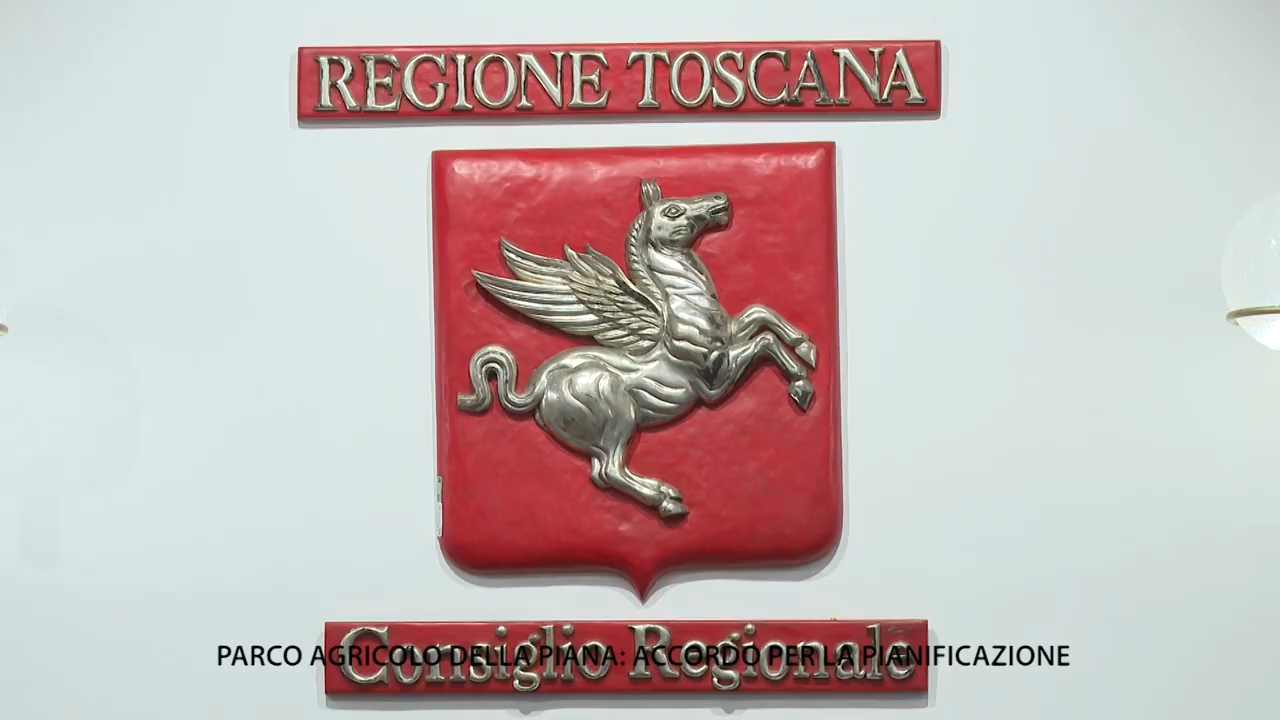 REGIONE TOSCANA
Consiglio Regionale
PARCO AGRICOLO DELLA PIANA: ACCORDO PER LA PIANIFICAZIONE